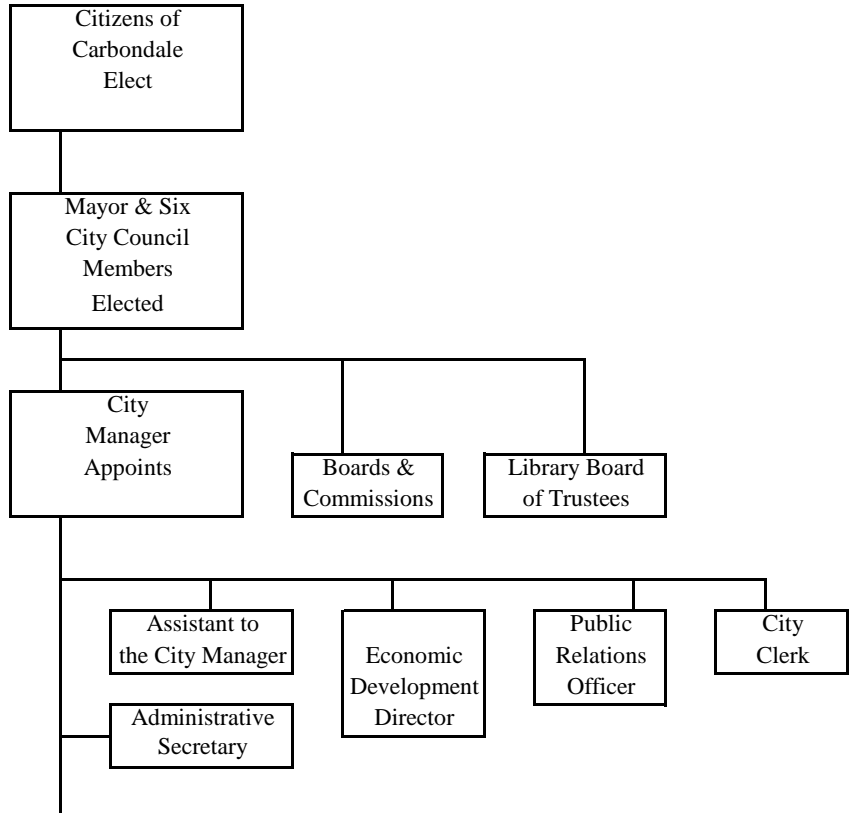 Citizens of
Carbondale
Elect
Mayor & Six
City Council
Members
Elected
City
Manager
Appoints
Boards &
Commissions
Library Board
of Trustees
Assistant to
the City Manager
Economic
Development
Director
Public
Relations
Officer
City
Clerk
Administrative
Secretary